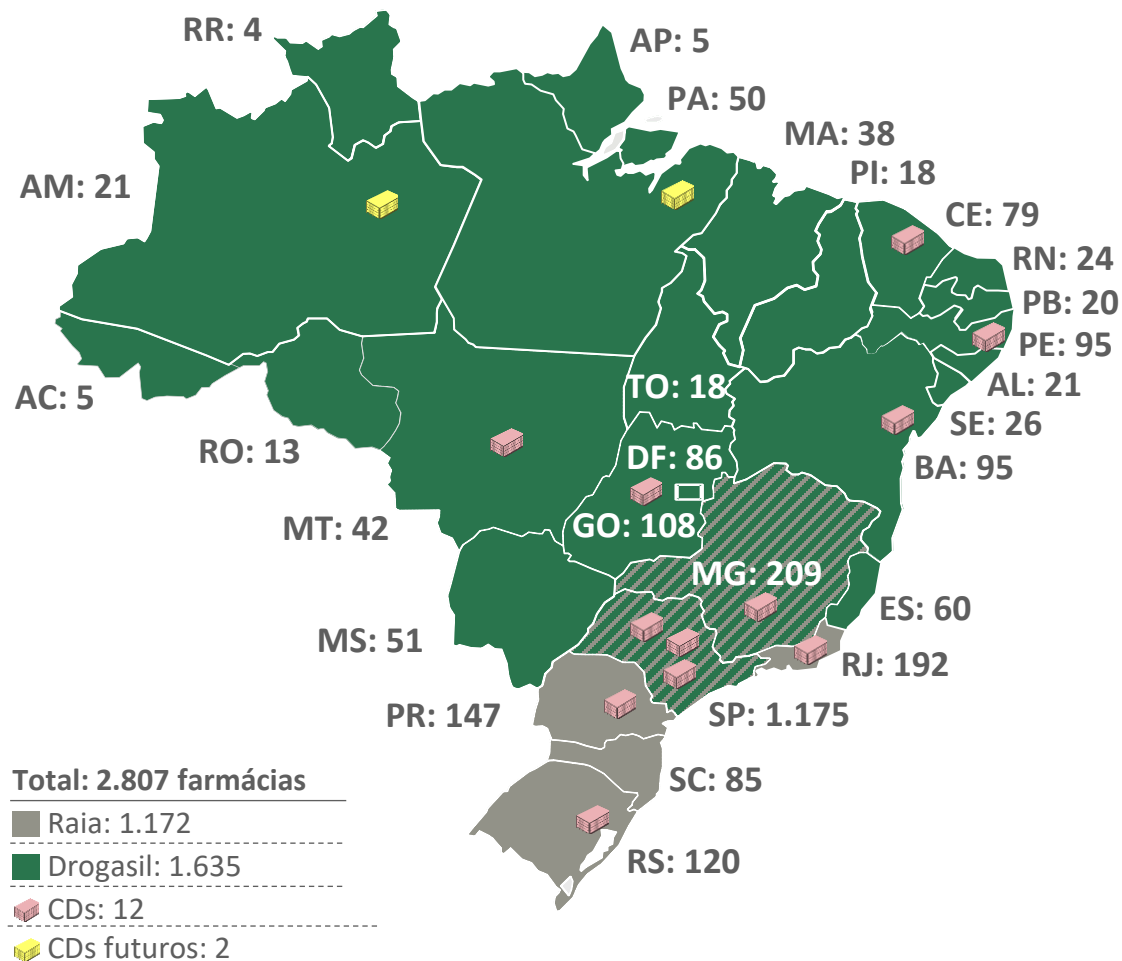 RR: 4
AP: 5
PA: 50
MA: 38
PI: 18
AM: 21
CE: 79
RN: 24
PB: 20
PE: 95
AL: 21
AC: 5
TO: 18
SE: 26
RO: 13
DF: 86
BA: 95
MT: 42
GO: 108
MG: 209
ES: 60
MS: 51
RJ: 192
PR: 147
SP: 1.175
SC: 85
RS: 120
Total: 2.807 farmácias
Raia: 1.172
Drogasil: 1.635
CDs: 12
CDs futuros: 2